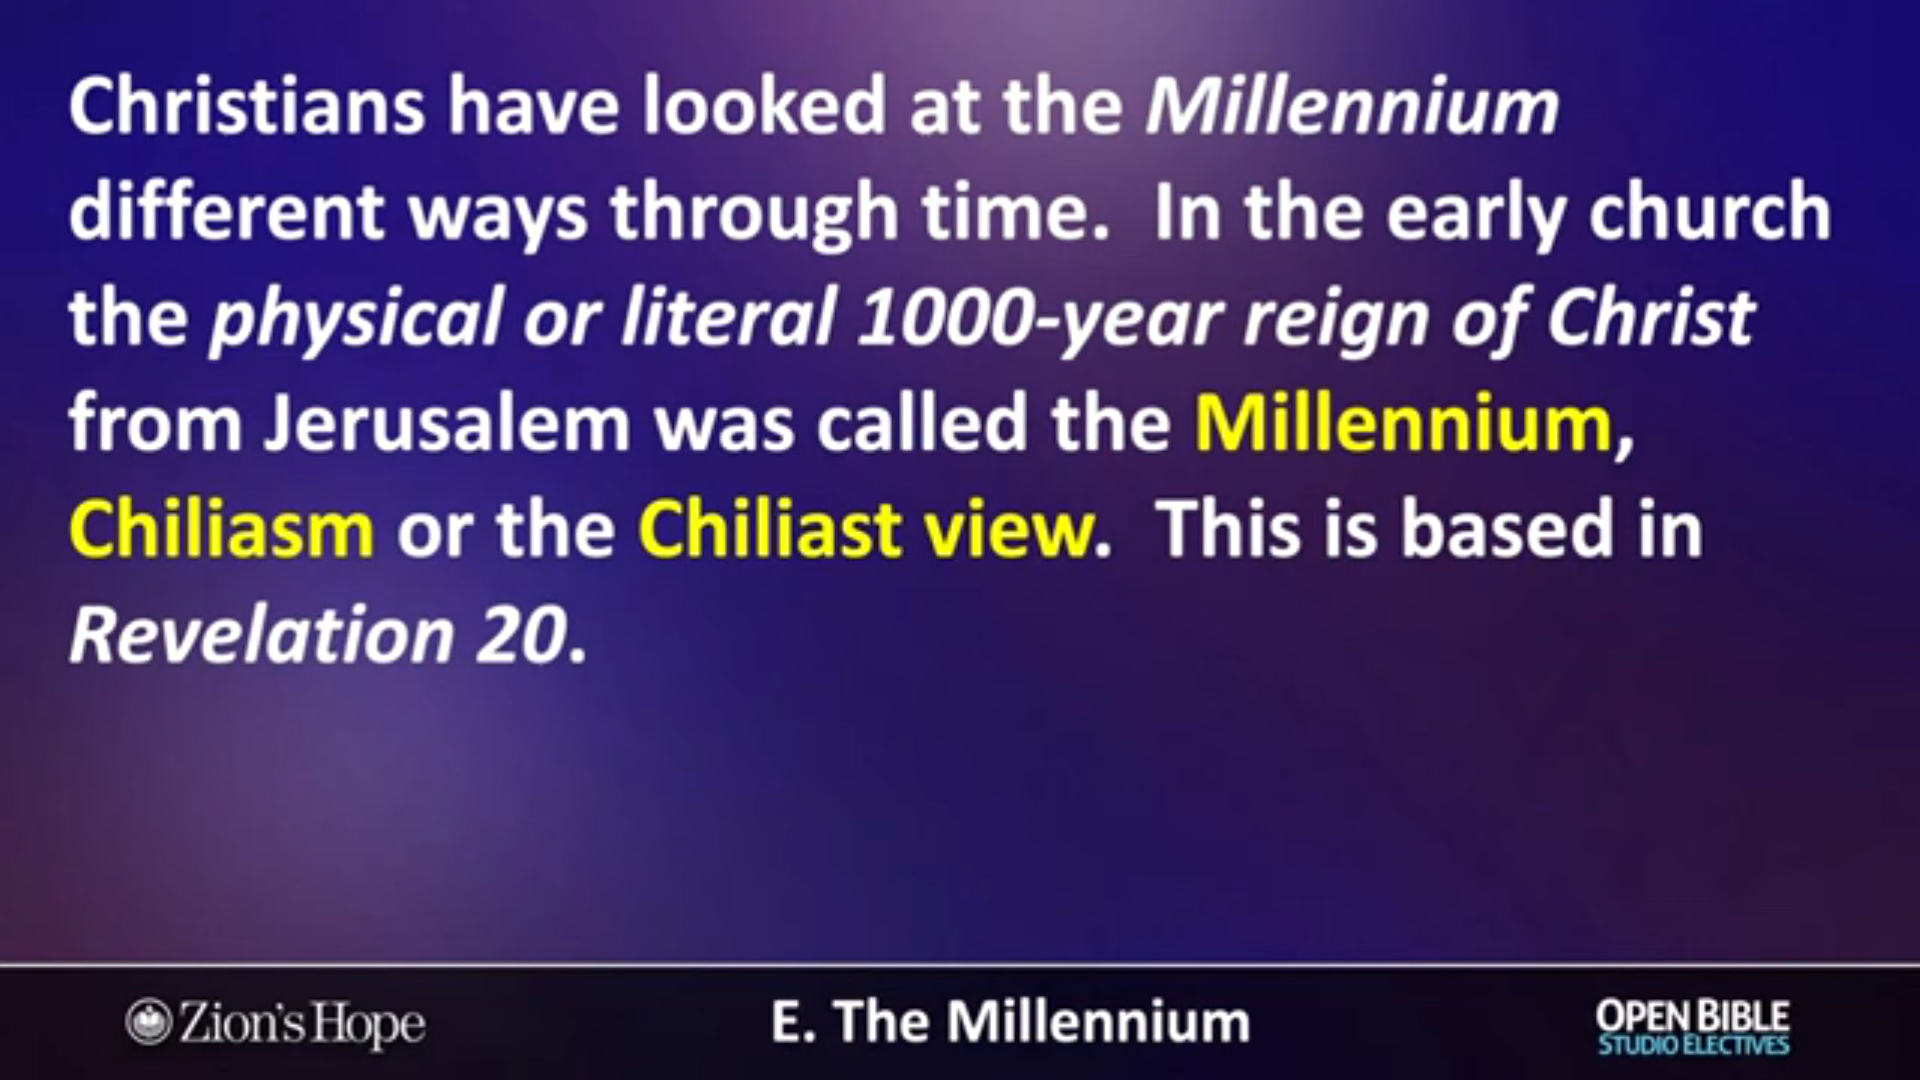 Christians have looked at the Millennium
different ways through time.  In the early church
the physical or literal 1000-year reign of Christ
from Jerusalem was called the Millennium,
Chiliasm or the Chiliast view.  This is based in
Revelation 20.
Zion's Hope
E. The Millennium
OPEN BIBLE
STUDIO ELECTIVES